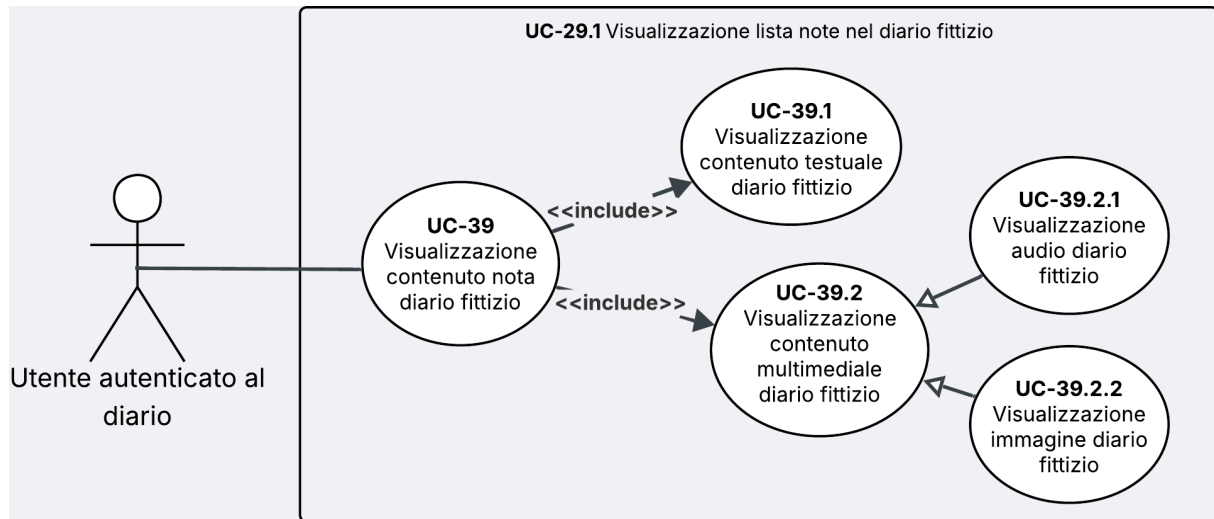 UC-29.1 Visualizzazione lista note nel diario fittizio
UC-39.1
Visualizzazione
contenuto testuale
diario fittizio
<<include>>
UC-39
Visualizzazione
contenuto nota
diario fittizio
<<include>>
UC-39.2
Visualizzazione
contenuto
multimediale
diario fittizio
UC-39.2.1
Visualizzazione
audio diario
fittizio
UC-39.2.2
Visualizzazione
immagine diario
fittizio
Utente autenticato al
diario